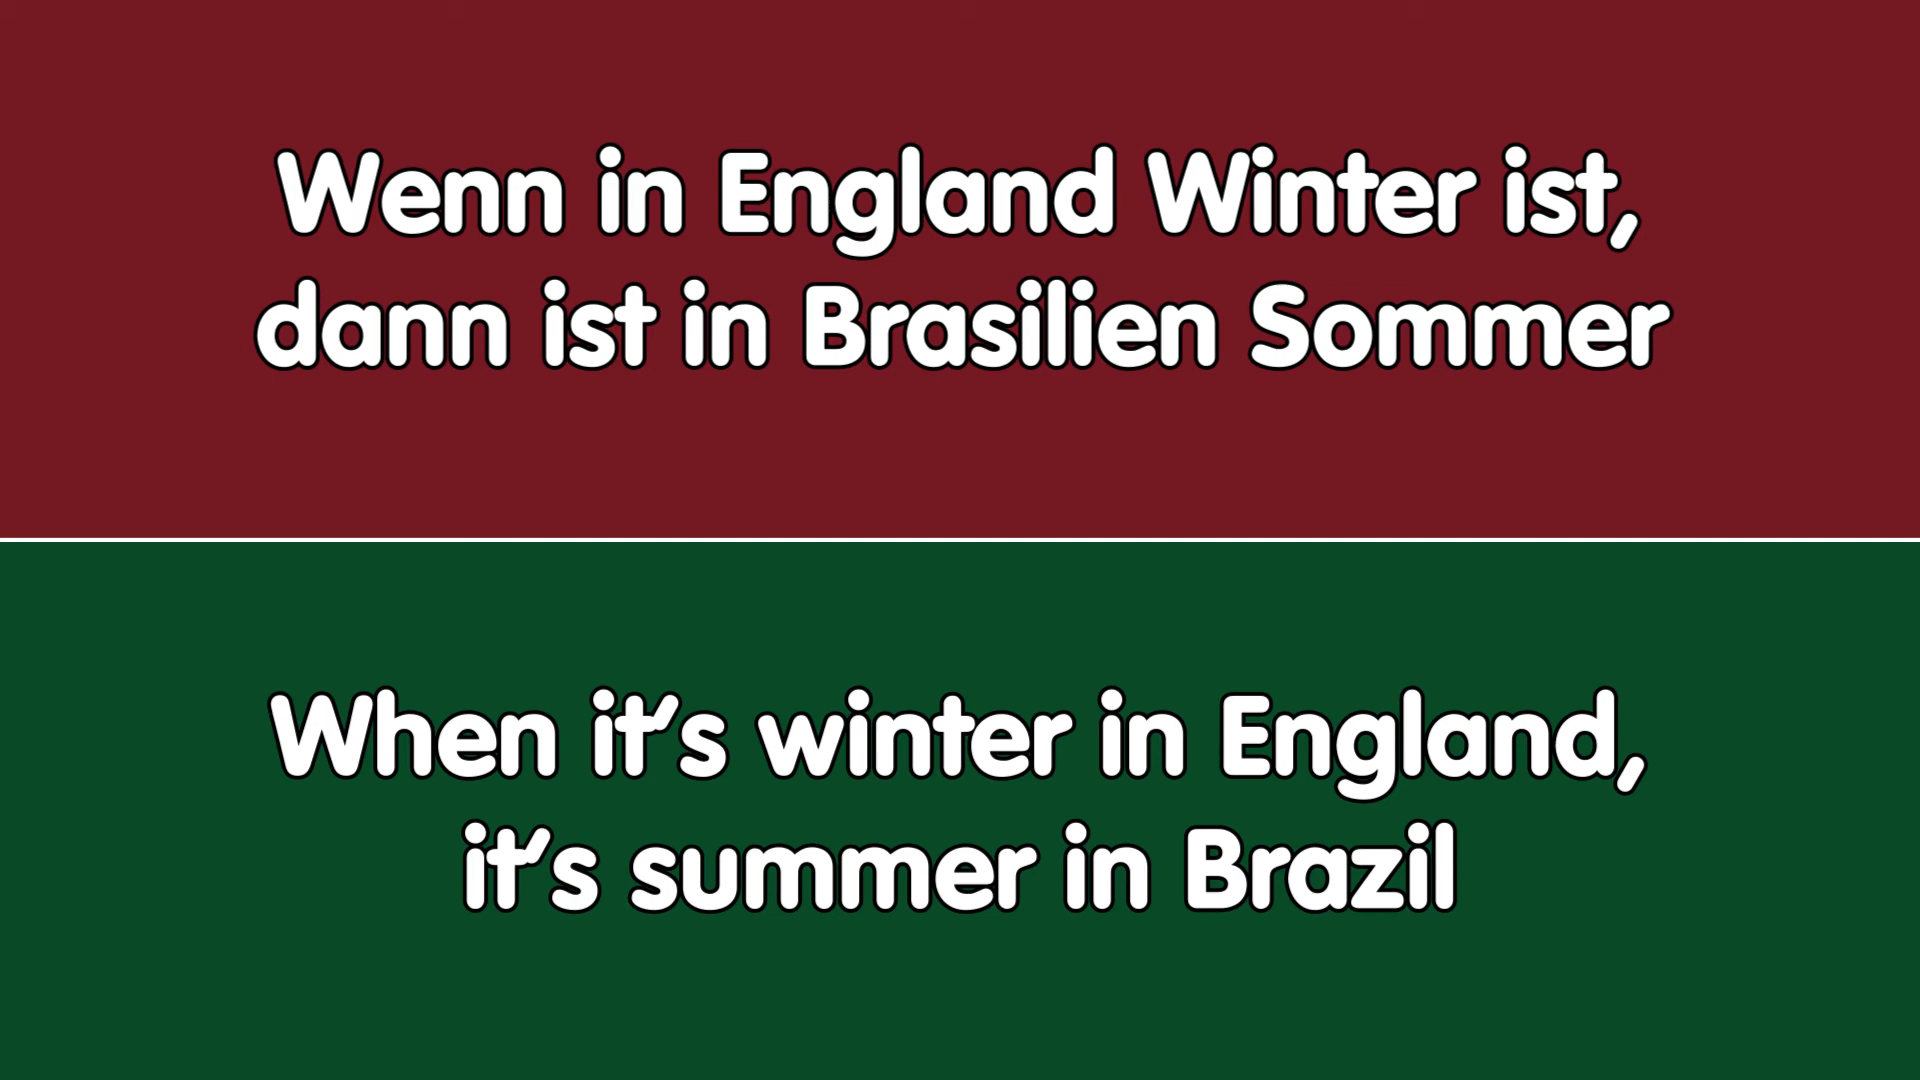 Wenn in England Winter ist,
dann ist in Brasilien Sommer
When it's winter in England,
it's summer in Brazil